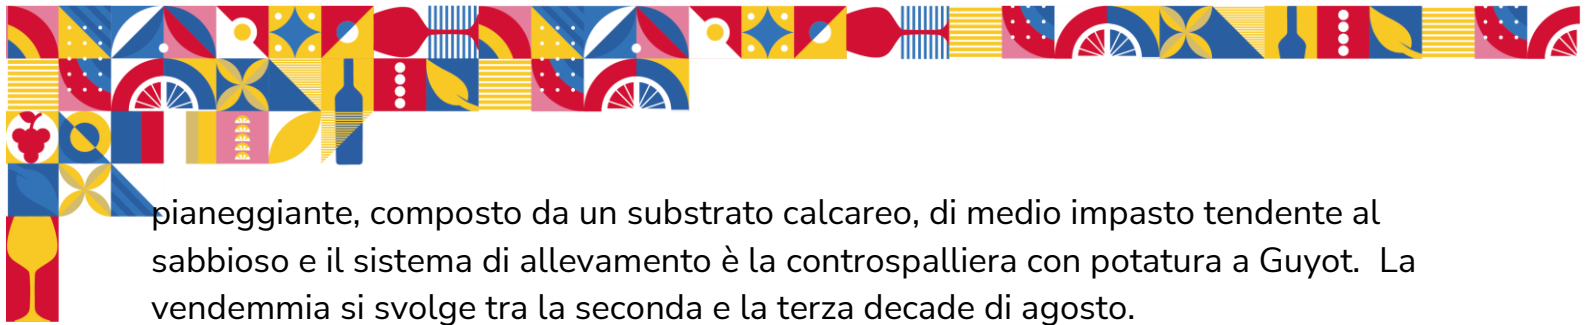 pianeggiante, composto da un substrato calcareo, di medio impasto tendente al
sabbioso e il sistema di allevamento è la controspalliera con potatura a Guyot.  La
vendemmia si svolge tra la seconda e la terza decade di agosto.